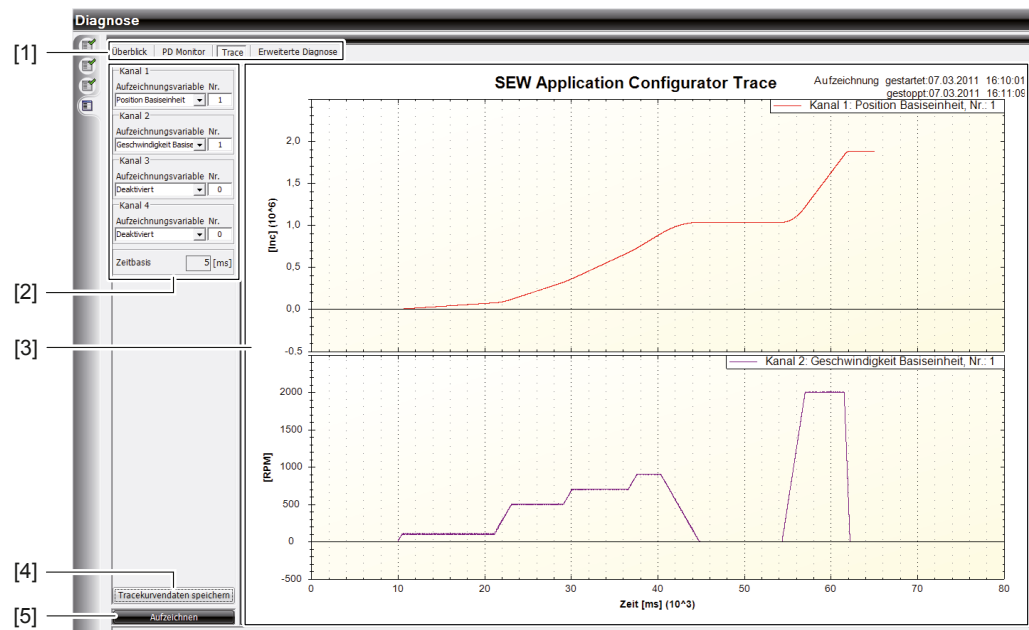 Diagnose
[1]
Überblick PD Monitor Trace Erweiterte Diagnose
Kanal 1
Aufzeichnungsvariable Nr.
Position Basiseinheit 1
Kanal 2
Aufzeichnungsvariable Nr.
Geschwindigkeit Basise 1
Kanal 3
Aufzeichnungsvariable Nr.
Deaktiviert 0
Kanal 4
Aufzeichnungsvariable Nr.
Deaktiviert 0
Zeitbasis 5 [ms]
[2]
[3]
[4]
Tracekurvendaten speichern
[5]
Aufzeichnen
SEW Application Configurator Trace
Aufzeichnung gestartet:07.03.2011 16:10:01
gestoppt:07.03.2011 16:11:09
Kanal 1: Position Basiseinheit, Nr.: 1
[Inc] (10^6)
2,0
1,5
1,0
0,5
0,0
-0.5
Kanal 2: Geschwindigkeit Basiseinheit, Nr.: 1
[RPM]
2000
1500
1000
500
0
-500
0 10 20 30 40 50 60 70 80
Zeit [ms] (10^3)